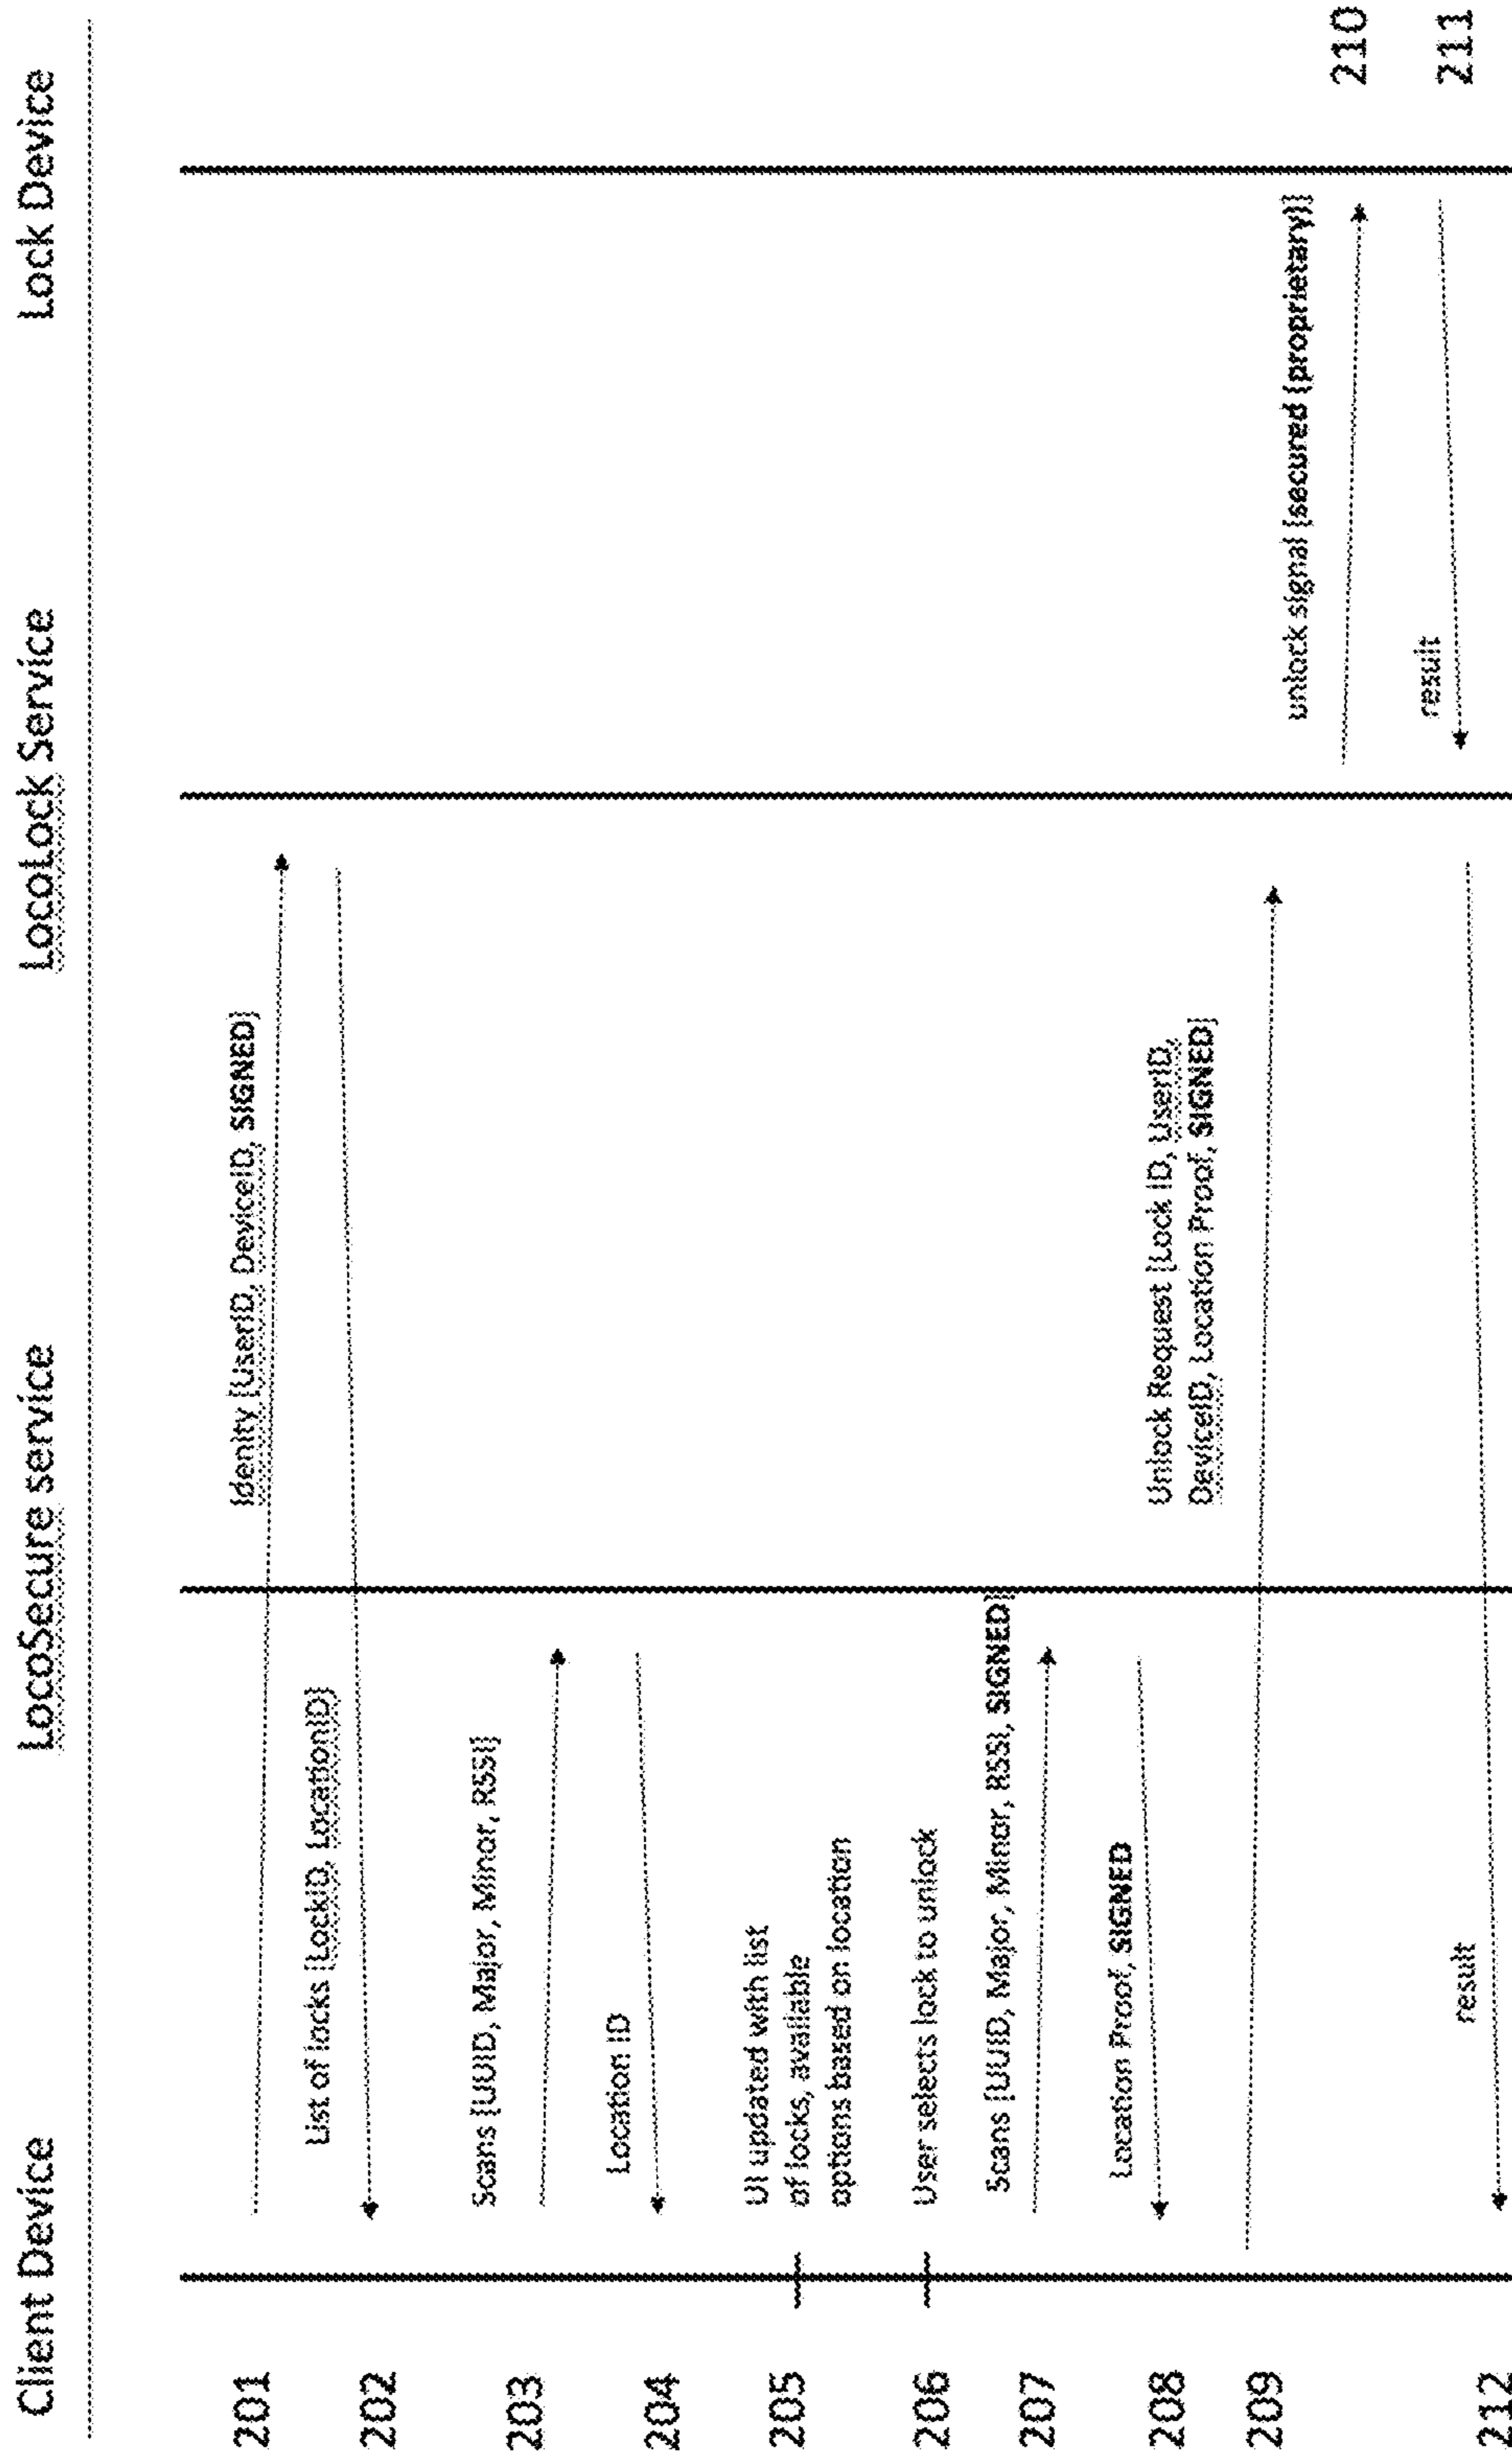 Client Device
LocoSecure service
LocoLock Service
Lock Device
201
Idenity [UserID, DeviceID, SIGNED]
202
List of locks [LockID, LocationID]
203
Scans [UUID, Major, Minor, RSSI]
204
Location ID
205
UI updated with list
of locks, available
options based on location
206
User selects lock to unlock
207
Scans [UUID, Major, Minor, RSSI, SIGNED]
208
Location Proof, SIGNED
209
Unlock Request [Lock ID, UserID,
DeviceID, Location Proof, SIGNED]
unlock signal [secured (proprietary)]
210
result
211
212
result